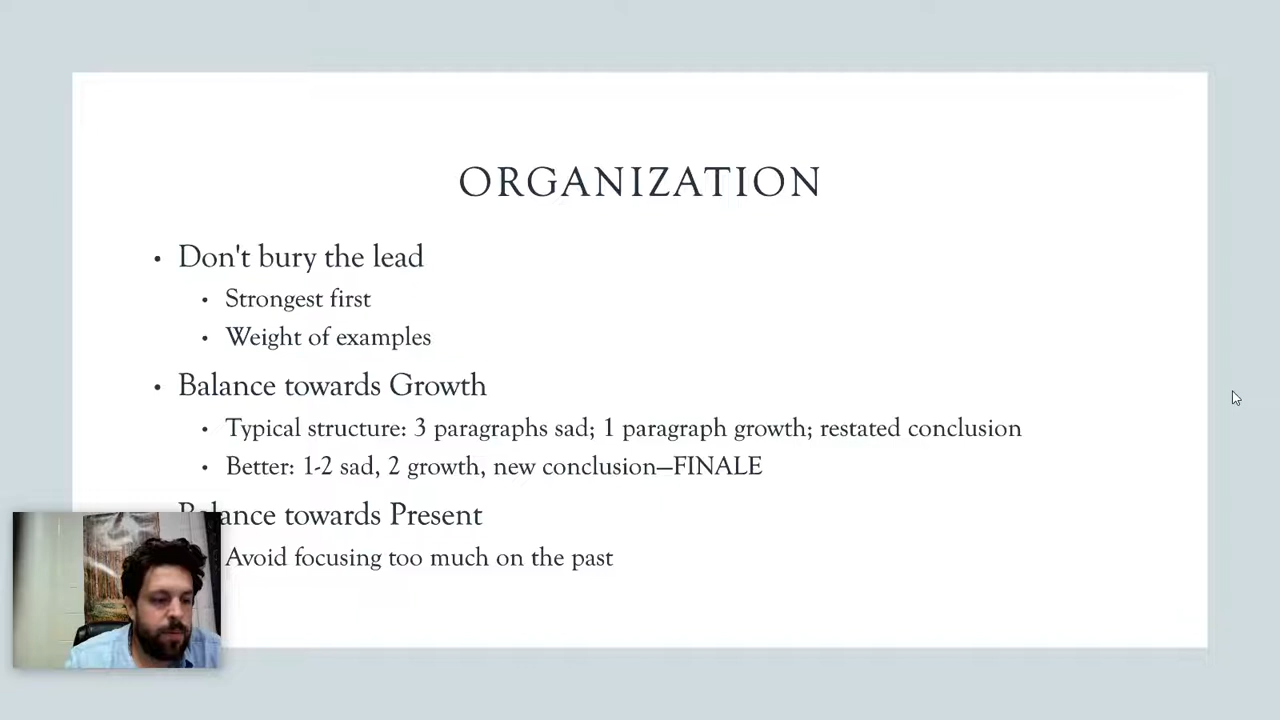 ORGANIZATION
• Don't bury the lead
• Strongest first
• Weight of examples
• Balance towards Growth
• Typical structure: 3 paragraphs sad; 1 paragraph growth; restated conclusion
• Better: 1-2 sad, 2 growth, new conclusion—FINALE
Balance towards Present
Avoid focusing too much on the past